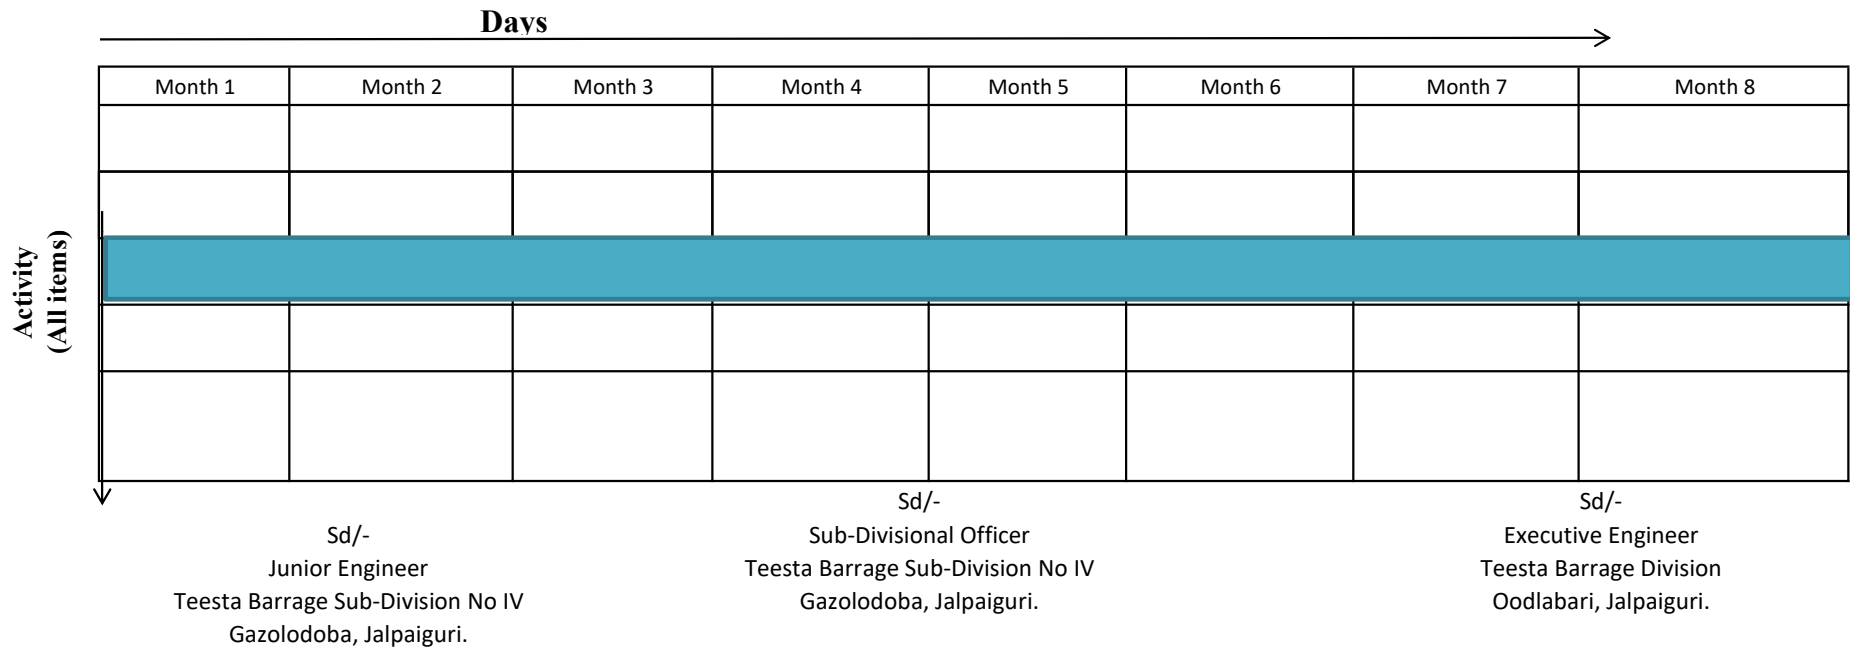 Days
Month 1 Month 2 Month 3 Month 4 Month 5 Month 6 Month 7 Month 8
Activity
(All items)
Sd/-
Junior Engineer
Teesta Barrage Sub-Division No IV
Gazolodoba, Jalpaiguri.
Sd/-
Sub-Divisional Officer
Teesta Barrage Sub-Division No IV
Gazolodoba, Jalpaiguri.
Sd/-
Executive Engineer
Teesta Barrage Division
Oodlabari, Jalpaiguri.